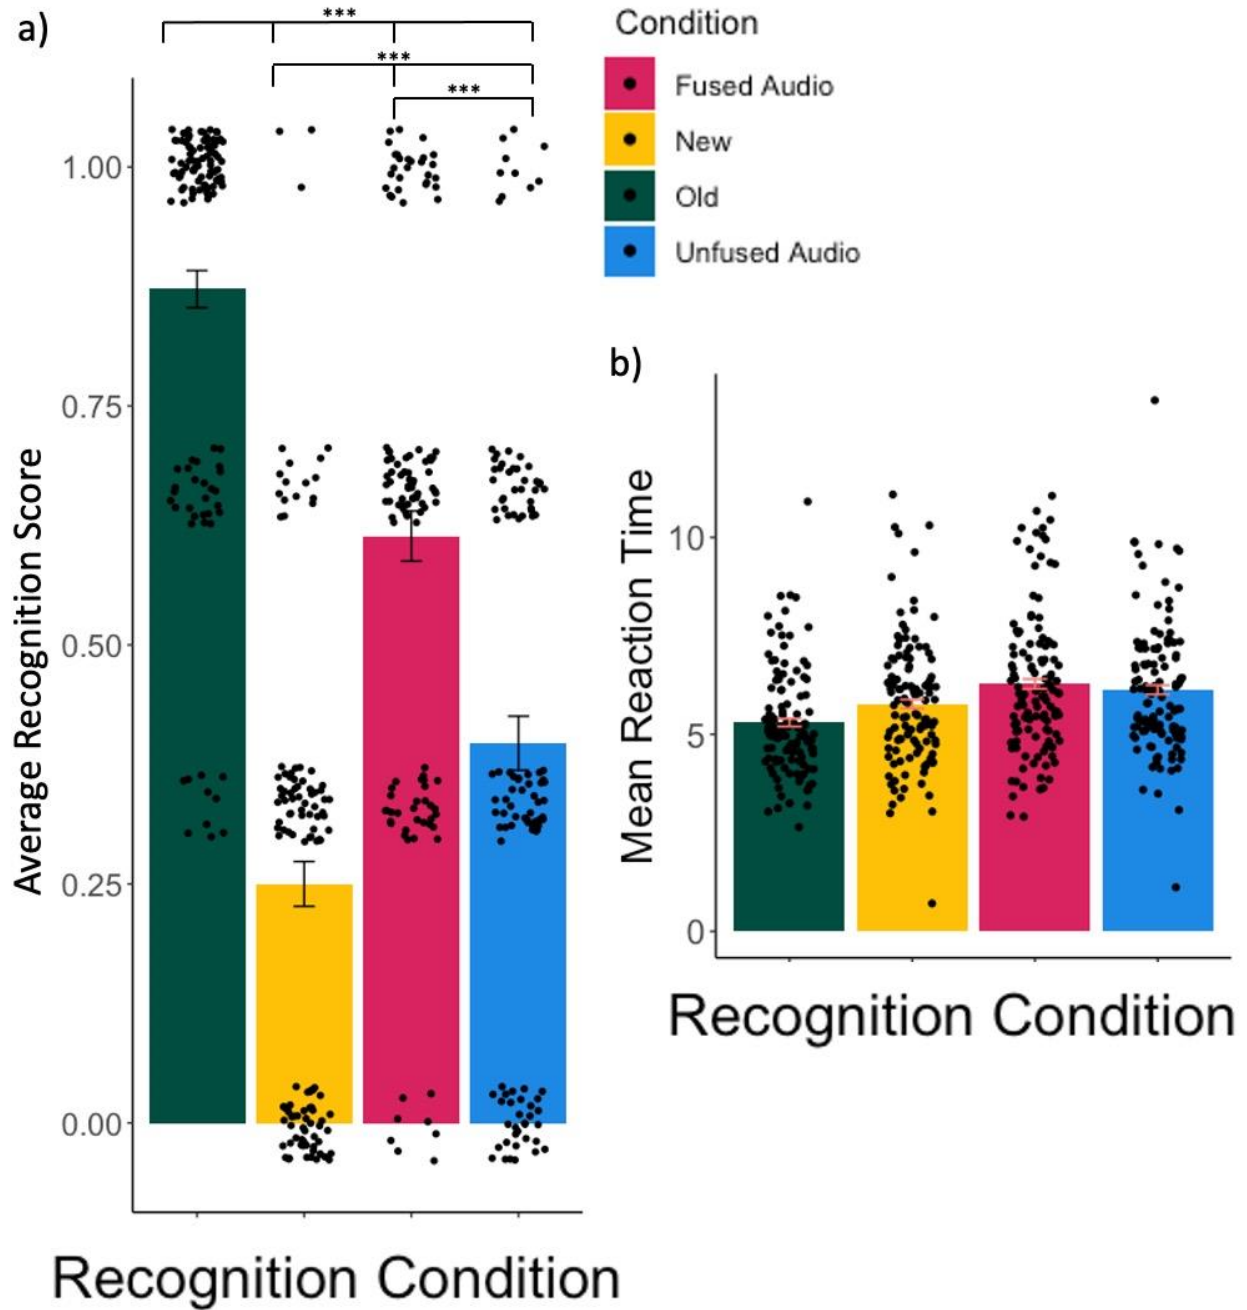 a)
***
***
***
1.00
0.75
0.50
0.25
0.00
Average Recognition Score
Recognition Condition
Condition
Fused Audio
New
Old
Unfused Audio
b)
10
5
0
Mean Reaction Time
Recognition Condition